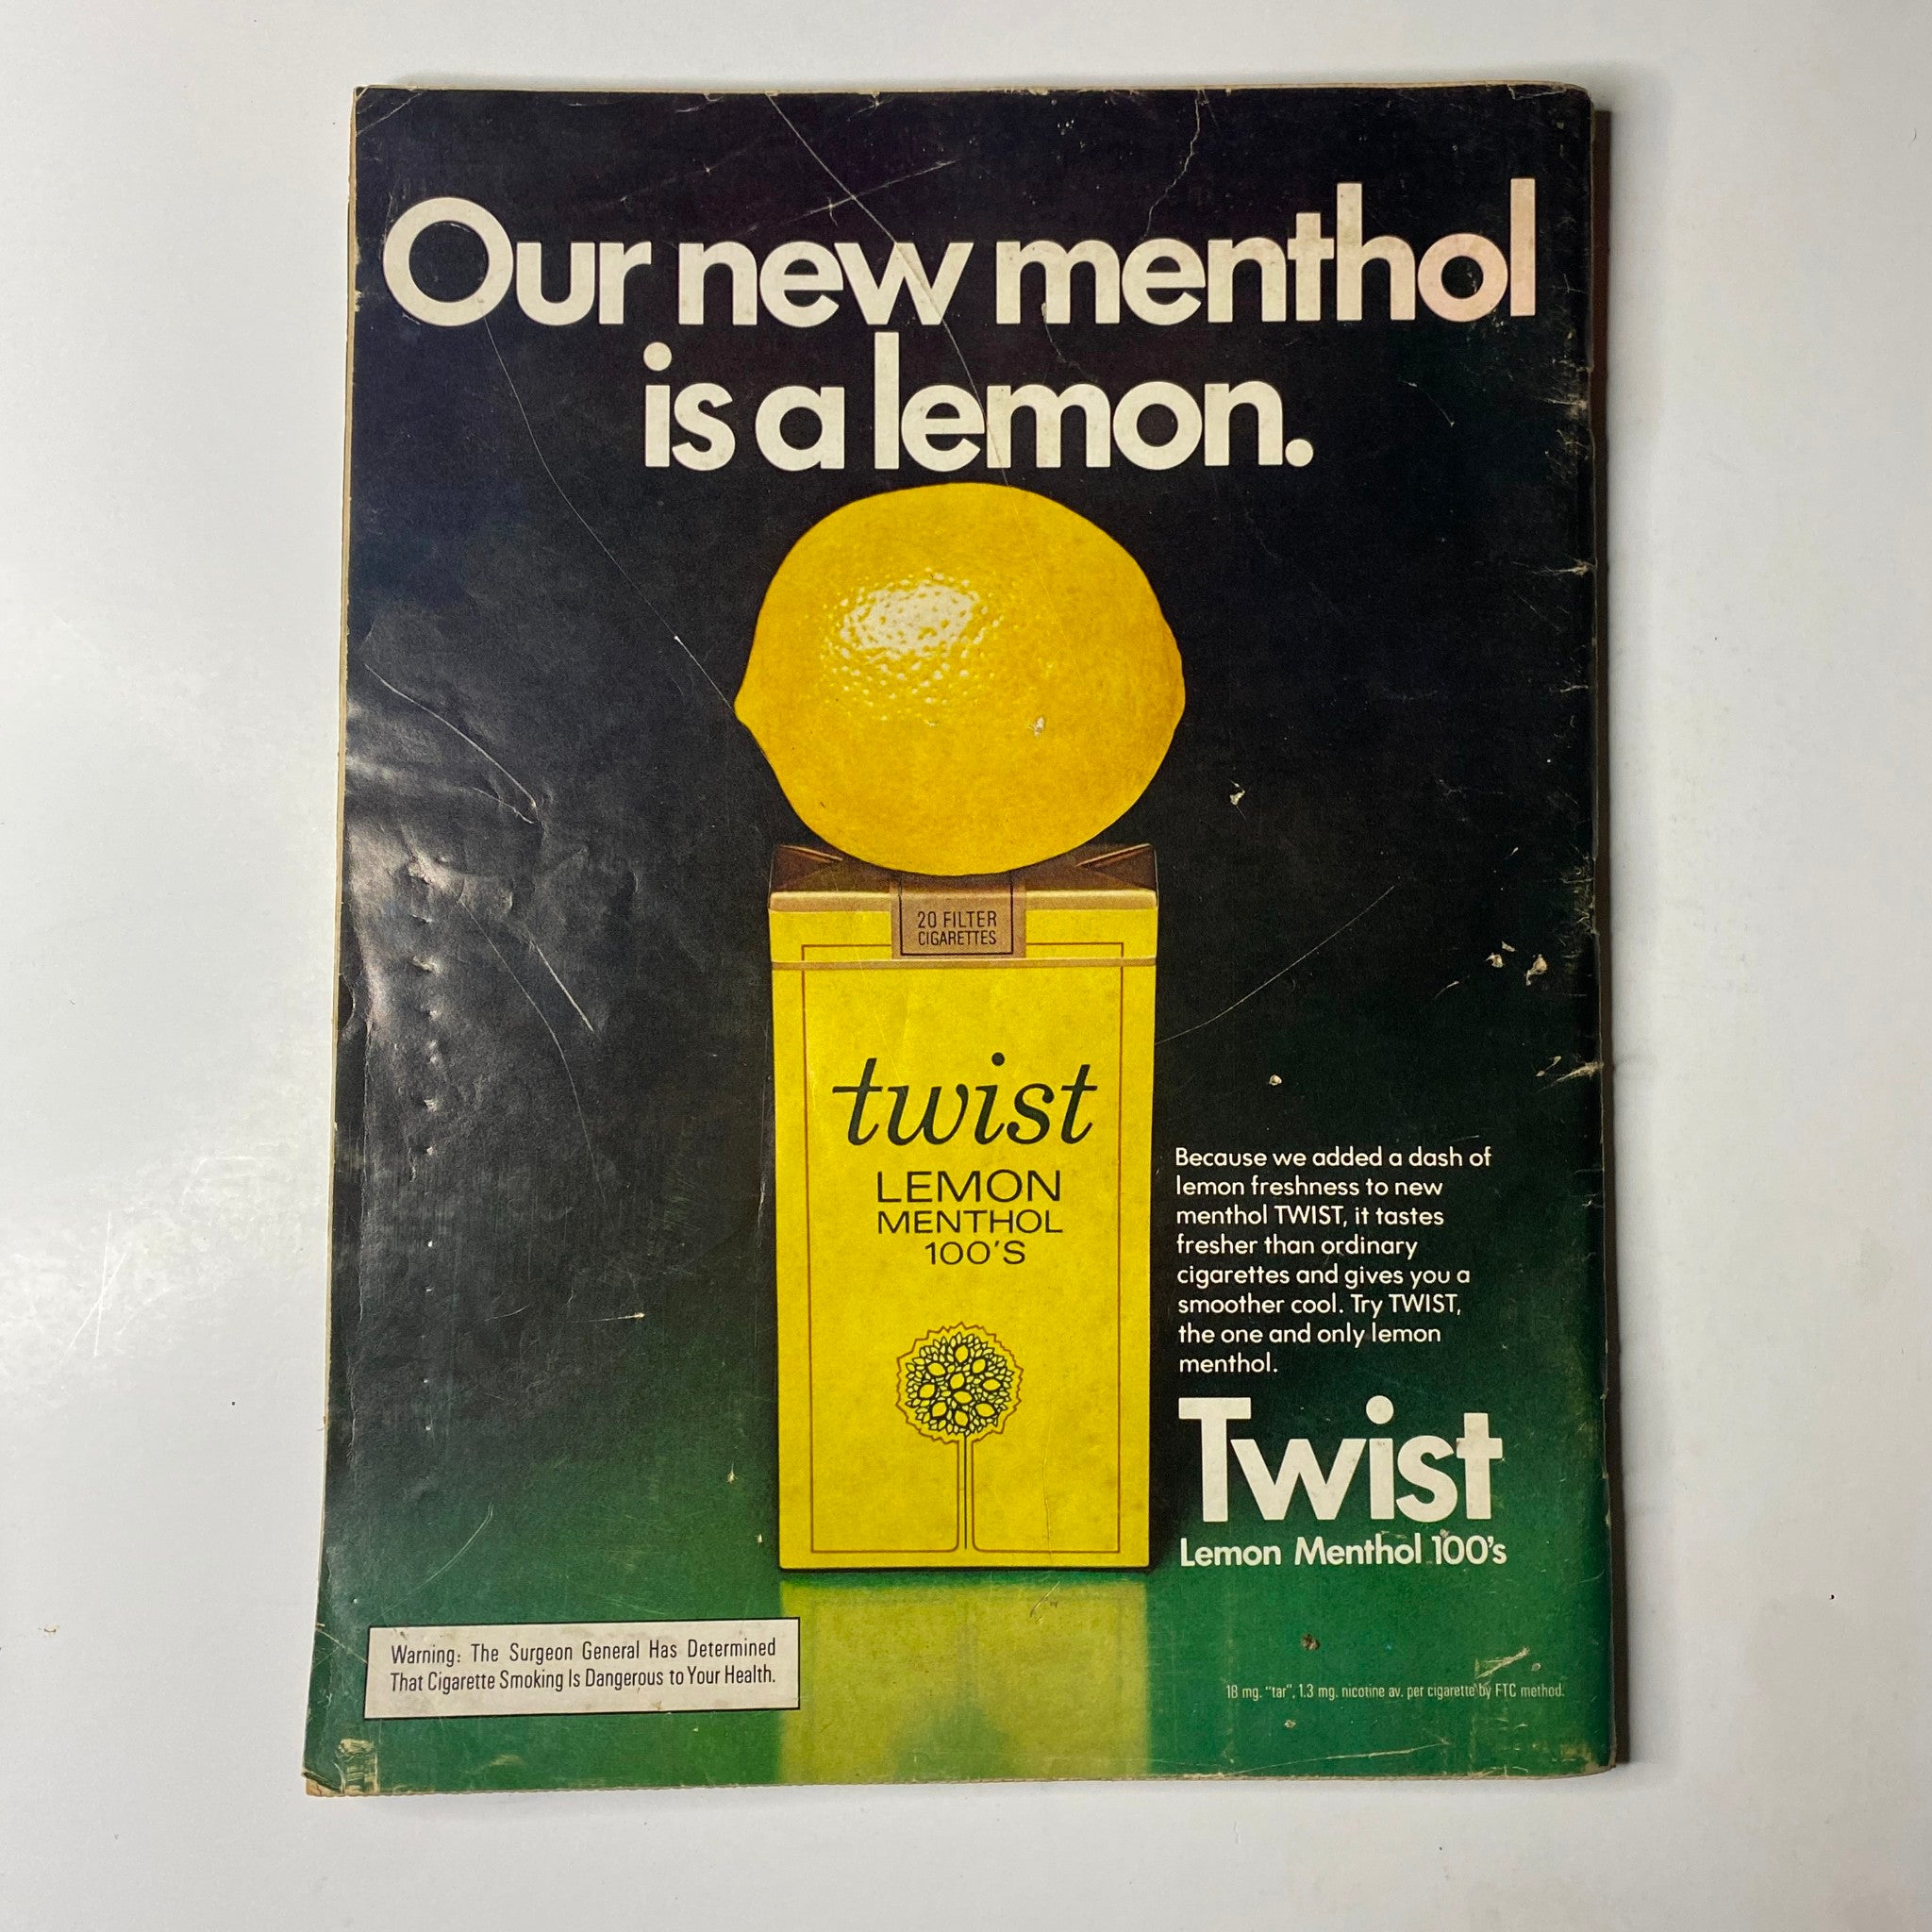 Our new menthol
is a lemon.
20 FILTER
CIGARETTES
twist
LEMON
MENTHOL
100'S
Because we added a dash of
lemon freshness to new
menthol TWIST, it tastes
fresher than ordinary
cigarettes and gives you a
smoother cool. Try TWIST,
the one and only lemon
menthol.
Twist
Lemon Menthol 100's
Warning: The Surgeon General Has Determined
That Cigarette Smoking Is Dangerous to Your Health.
18 mg. "tar", 1.3 mg. nicotine av. per cigarette by FTC method.